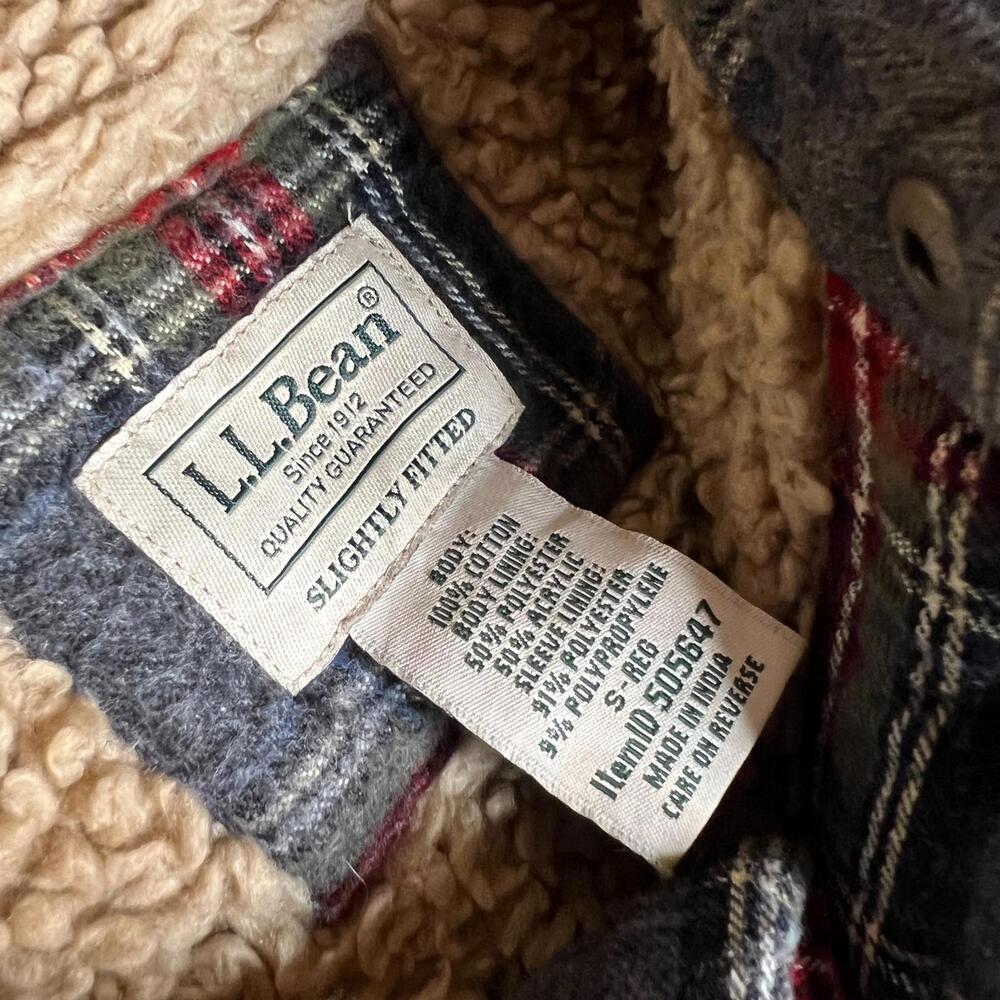 L.L.Bean®
Since 1912
QUALITY GUARANTEED
SLIGHTLY FITTED
BODY:
100% COTTON
BODY LINING:
50% POLYESTER
50% ACRYLIC
SLEEVE LINING:
91% POLYESTER
9% POLYPROPYLENE
S-REG
ItemID 505647
MADE IN INDIA
CARE ON REVERSE